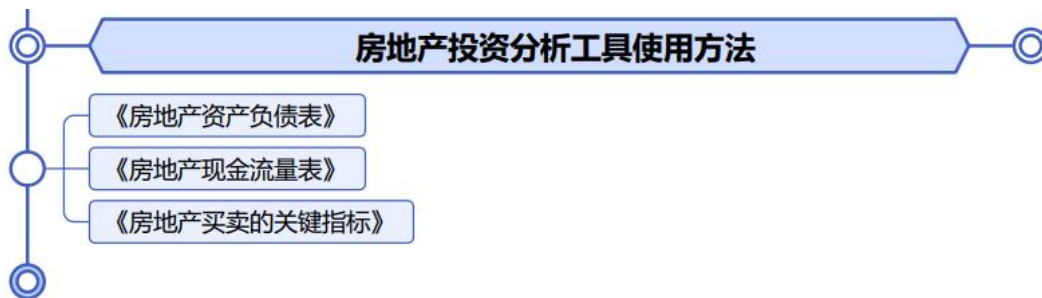 房地产投资分析工具使用方法
《房地产资产负债表》
《房地产现金流量表》
《房地产买卖的关键指标》